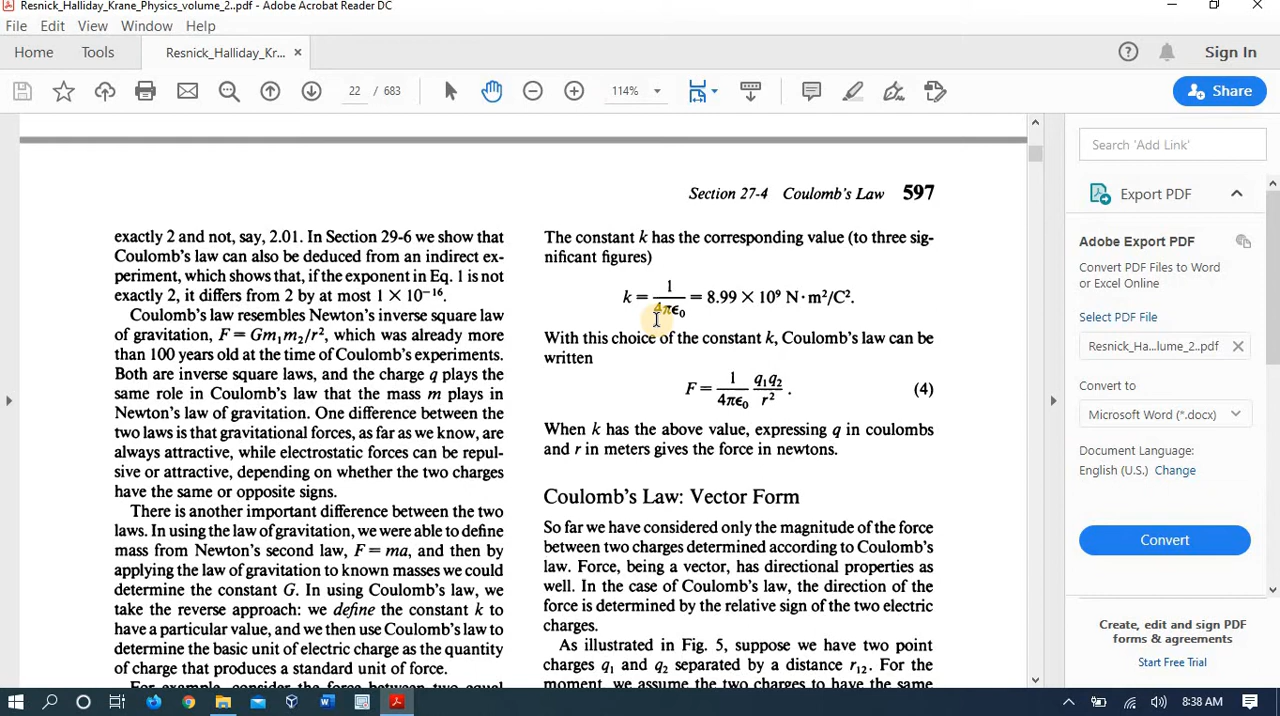 Resnick_Halliday_Krane_Physics_volume_2..pdf - Adobe Acrobat Reader DC
File Edit View Window Help
Home Tools Resnick_Halliday_Kr... × Sign In
22 / 683 114% Share
Section 27-4 Coulomb's Law 597
exactly 2 and not, say, 2.01. In Section 29-6 we show that
Coulomb's law can also be deduced from an indirect ex-
periment, which shows that, if the exponent in Eq. 1 is not
exactly 2, it differs from 2 by at most 1 × 10⁻¹⁶.
Coulomb's law resembles Newton's inverse square law
of gravitation, F = Gm₁m₂/r², which was already more
than 100 years old at the time of Coulomb's experiments.
Both are inverse square laws, and the charge q plays the
same role in Coulomb's law that the mass m plays in
Newton's law of gravitation. One difference between the
two laws is that gravitational forces, as far as we know, are
always attractive, while electrostatic forces can be repul-
sive or attractive, depending on whether the two charges
have the same or opposite signs.
There is another important difference between the two
laws. In using the law of gravitation, we were able to define
mass from Newton's second law, F = ma, and then by
applying the law of gravitation to known masses we could
determine the constant G. In using Coulomb's law, we
take the reverse approach: we define the constant k to
have a particular value, and we then use Coulomb's law to
determine the basic unit of electric charge as the quantity
of charge that produces a standard unit of force.
For example, consider the force between two equal
The constant k has the corresponding value (to three sig-
nificant figures)
k = 1/4πϵ₀ = 8.99 × 10⁹ N·m²/C².
With this choice of the constant k, Coulomb's law can be
written
F = 1/4πϵ₀ q₁q₂/r² . (4)
When k has the above value, expressing q in coulombs
and r in meters gives the force in newtons.
Coulomb's Law: Vector Form
So far we have considered only the magnitude of the force
between two charges determined according to Coulomb's
law. Force, being a vector, has directional properties as
well. In the case of Coulomb's law, the direction of the
force is determined by the relative sign of the two electric
charges.
As illustrated in Fig. 5, suppose we have two point
charges q₁ and q₂ separated by a distance r₁₂. For the
moment, we assume the two charges to have the same
Search 'Add Link'
Export PDF
Adobe Export PDF
Convert PDF Files to Word
or Excel Online
Select PDF File
Resnick_Ha...lume_2..pdf ×
Convert to
Microsoft Word (*.docx)
Document Language:
English (U.S.) Change
Convert
Create, edit and sign PDF
forms & agreements
Start Free Trial
8:38 AM